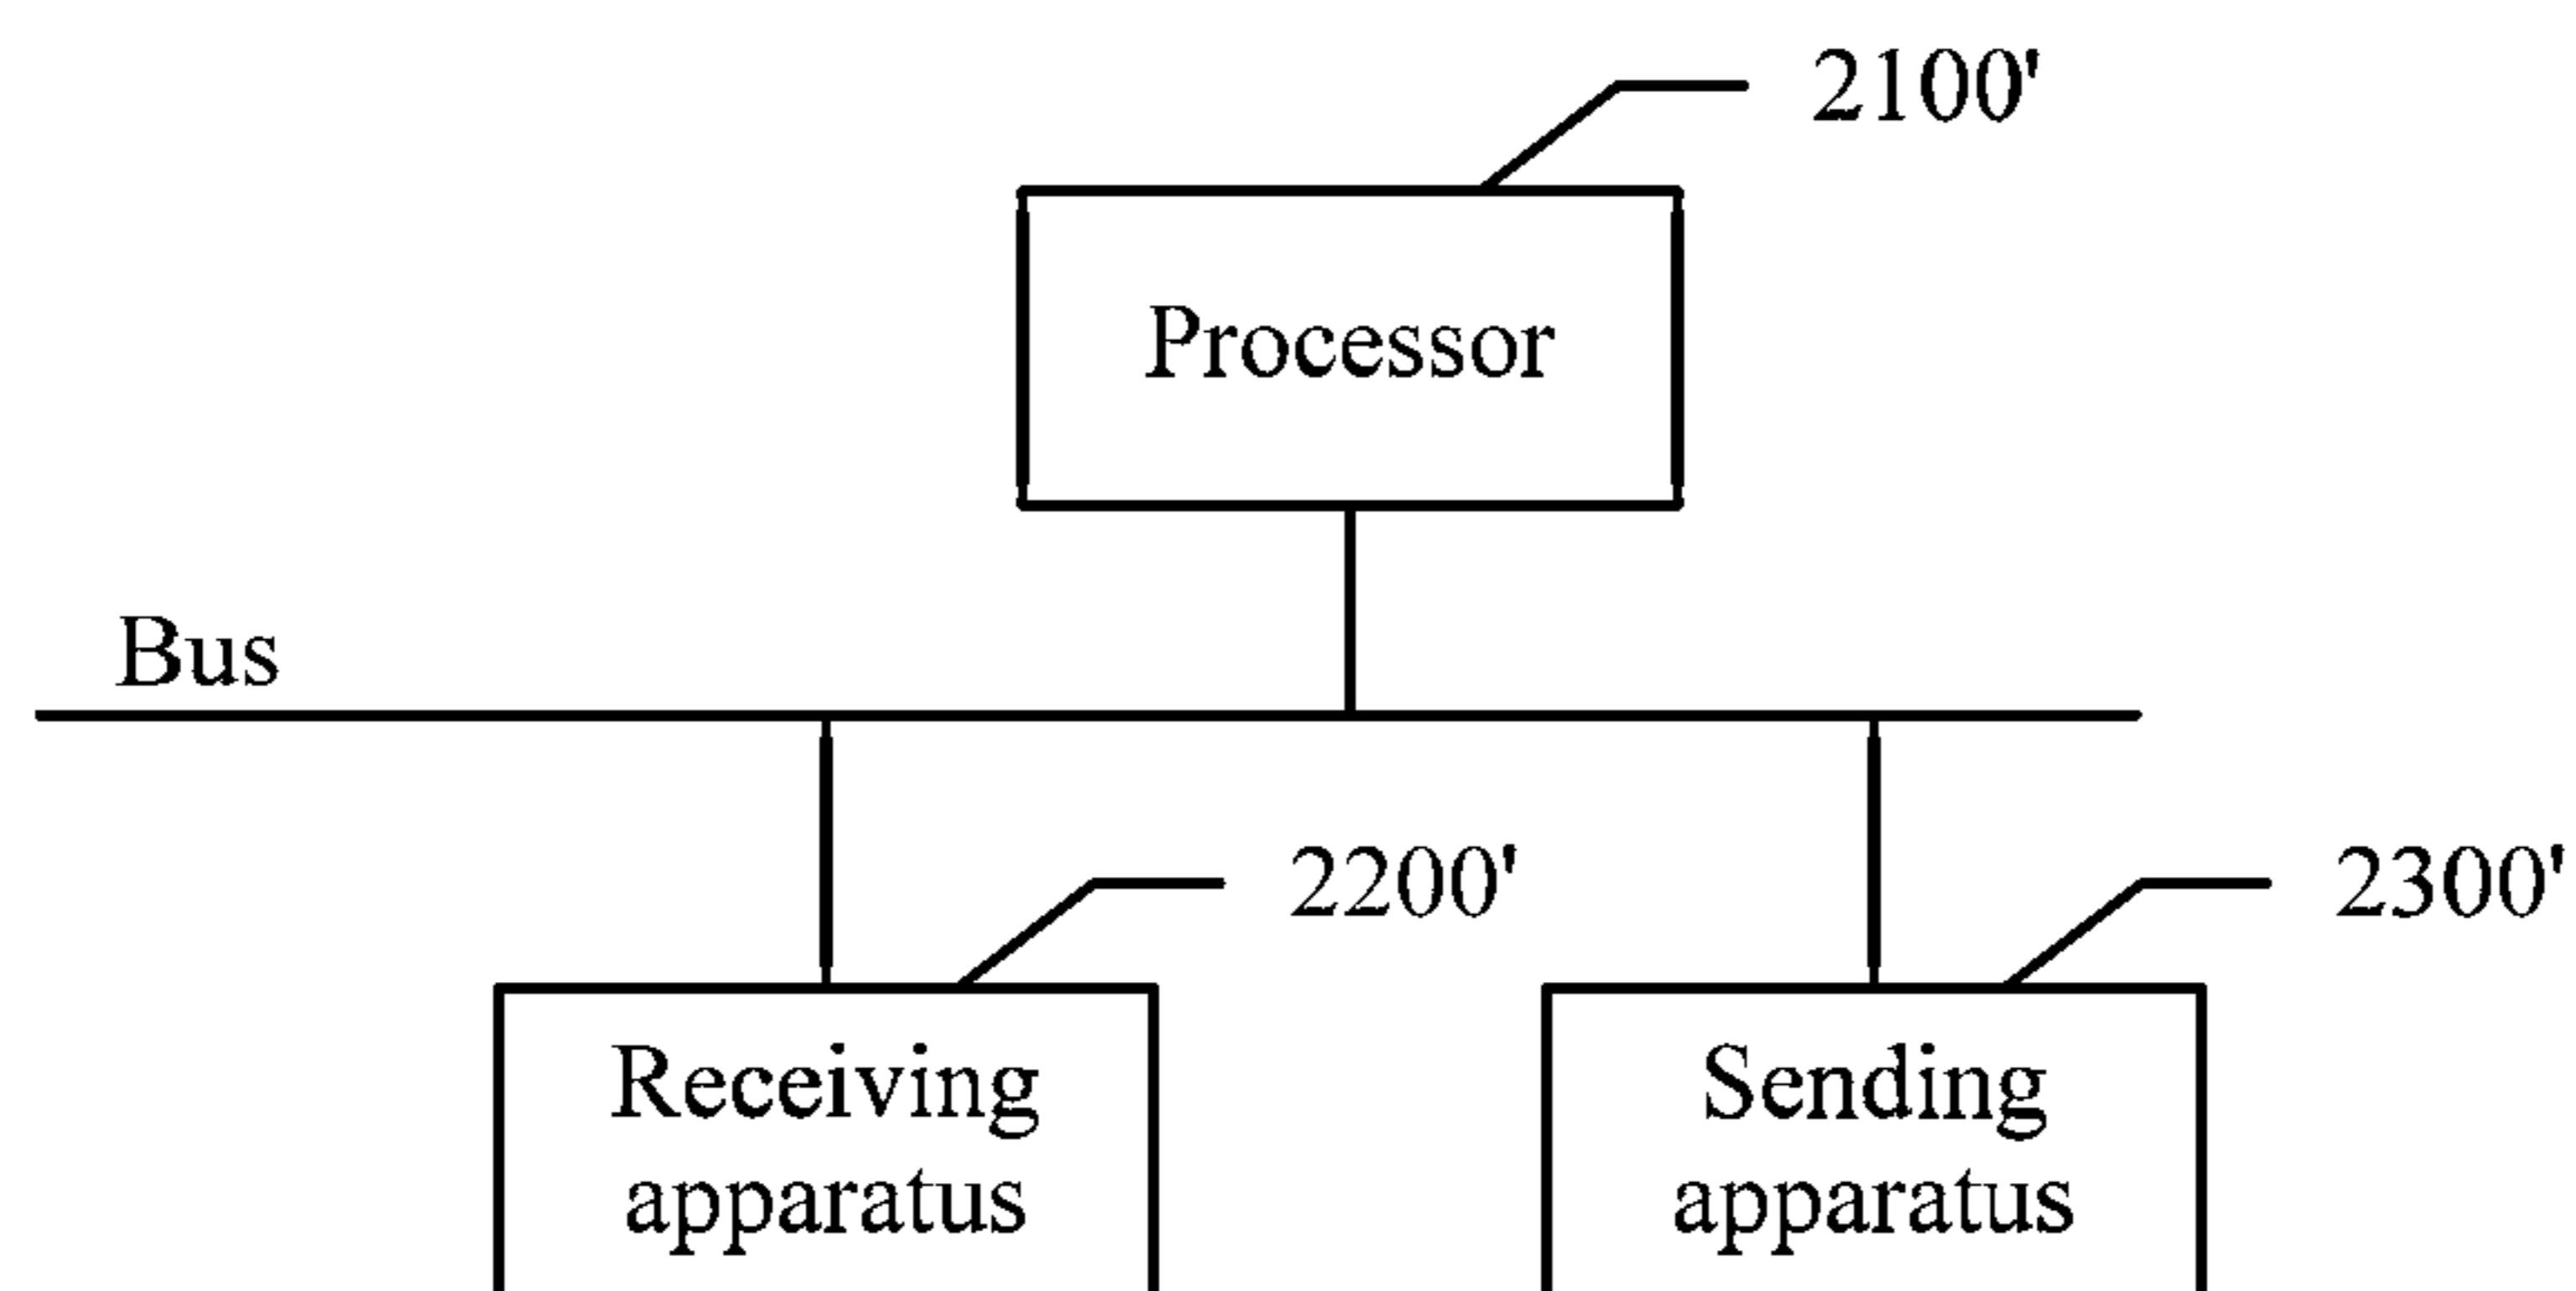 2100'
Processor
Bus
2200'
2300'
Receiving
apparatus
Sending
apparatus